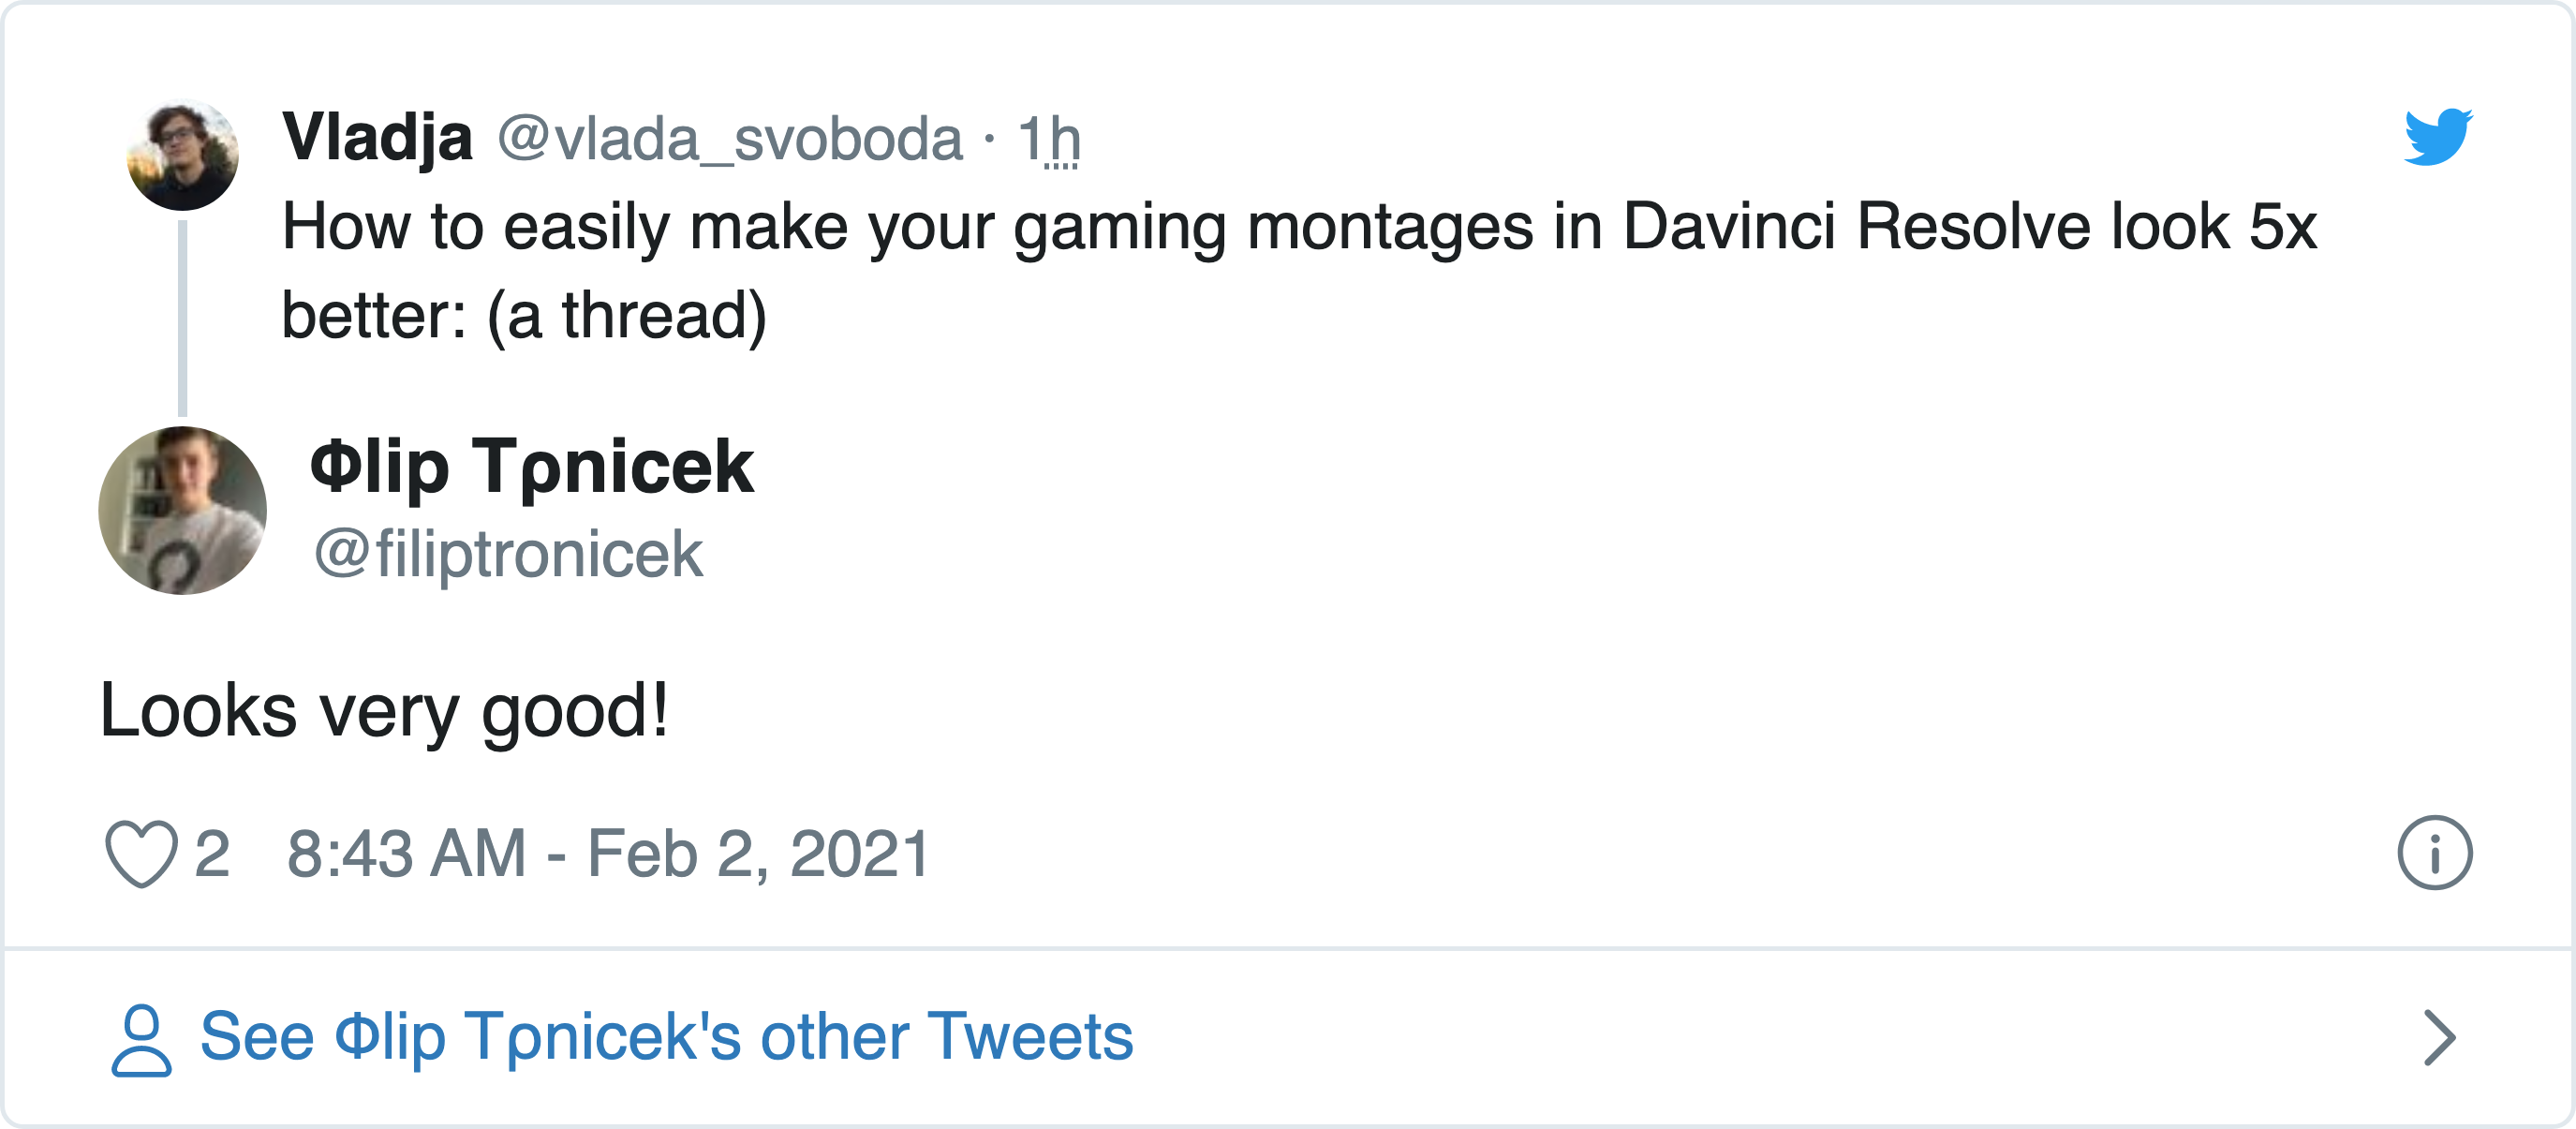 Vladja @vlada_svoboda · 1h
How to easily make your gaming montages in Davinci Resolve look 5x
better: (a thread)
Φlip Tρnicek
@filiptronicek
Looks very good!
2 8:43 AM - Feb 2, 2021
See Φlip Tρnicek's other Tweets